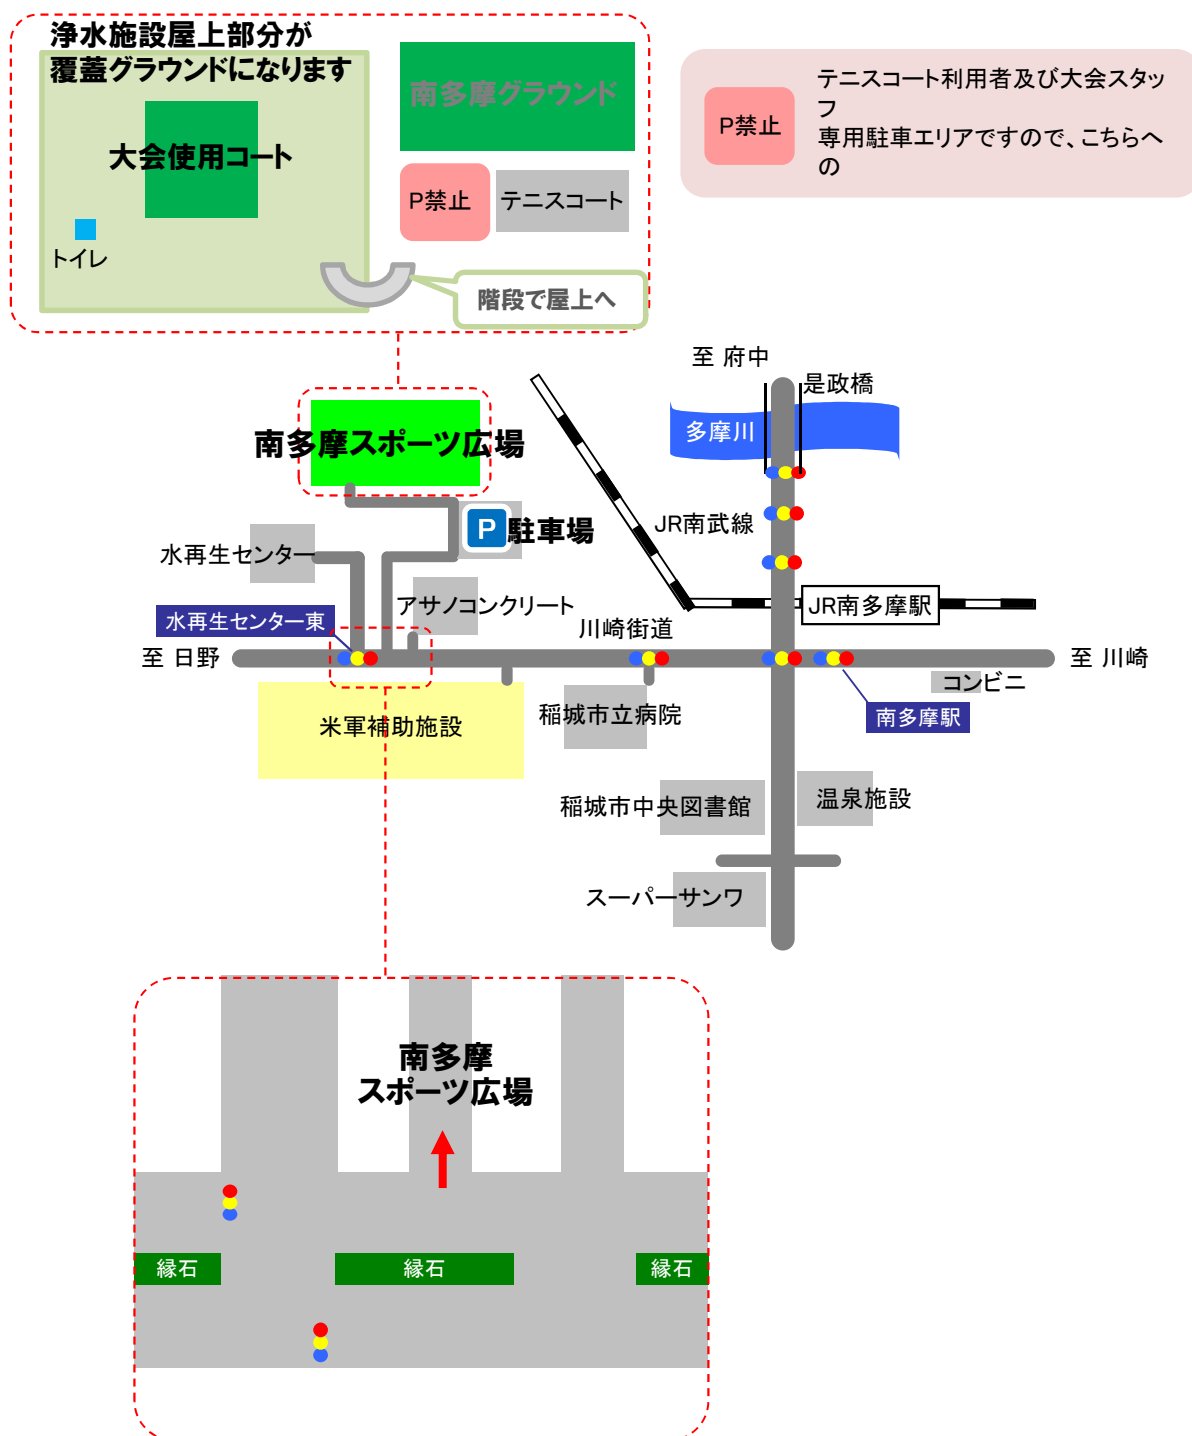 浄水施設屋上部分が
覆蓋グラウンドになります
大会使用コート
トイレ
南多摩グラウンド
P禁止
テニスコート
階段で屋上へ
P禁止
テニスコート利用者及び大会スタッ
フ
専用駐車エリアですので、こちらへ
の
至 府中
是政橋
多摩川
南多摩スポーツ広場
P
駐車場
JR南武線
水再生センター
アサノコンクリート
JR南多摩駅
水再生センター東
川崎街道
至 日野
至 川崎
コンビニ
南多摩駅
米軍補助施設
稲城市立病院
稲城市中央図書館
温泉施設
スーパーサンワ
南多摩
スポーツ広場
縁石
縁石
縁石